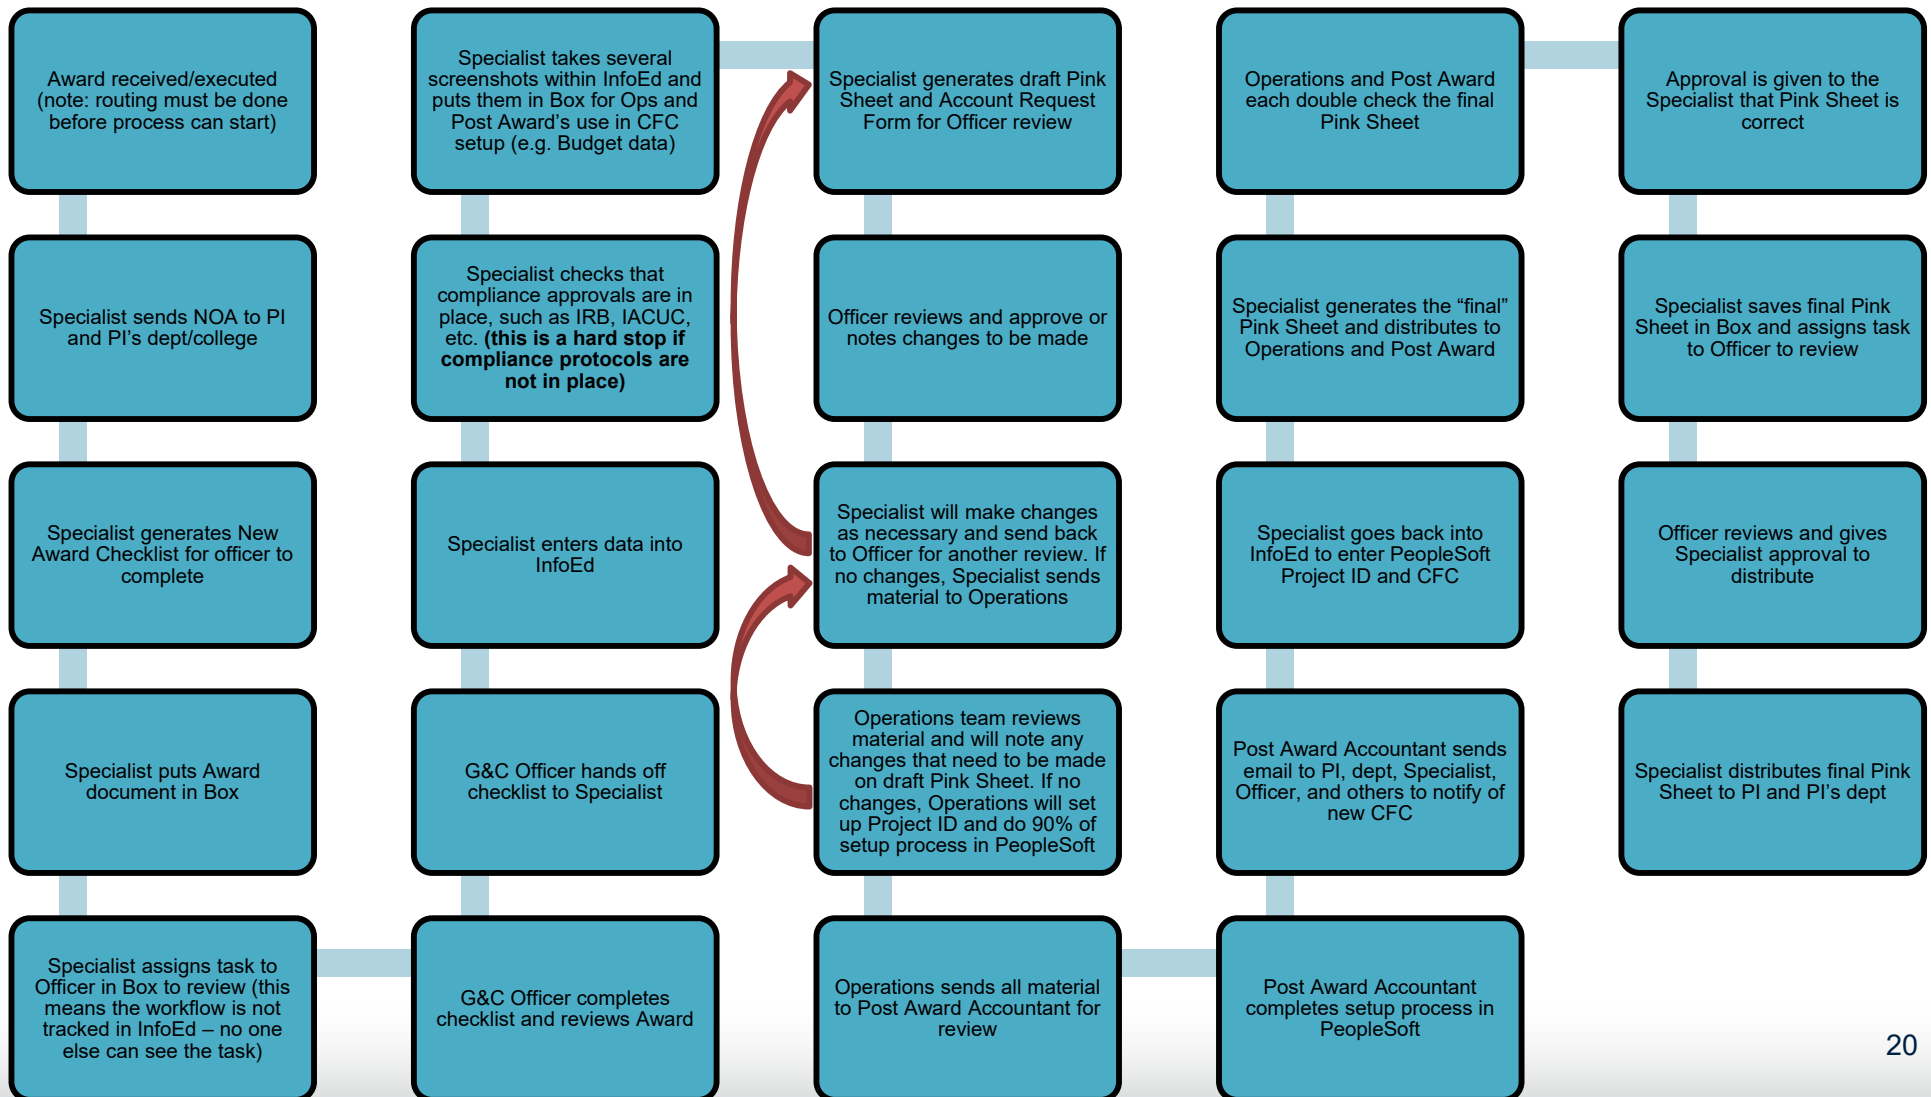 Award received/executed
(note: routing must be done
before process can start)
Specialist sends NOA to PI
and PI's dept/college
Specialist generates New
Award Checklist for officer to
complete
Specialist puts Award
document in Box
Specialist assigns task to
Officer in Box to review (this
means the workflow is not
tracked in InfoEd – no one
else can see the task)
G&C Officer completes
checklist and reviews Award
G&C Officer hands off
checklist to Specialist
Specialist enters data into
InfoEd
Specialist checks that
compliance approvals are in
place, such as IRB, IACUC,
etc. (this is a hard stop if
compliance protocols are
not in place)
Specialist takes several
screenshots within InfoEd and
puts them in Box for Ops and
Post Award's use in CFC
setup (e.g. Budget data)
Specialist generates draft Pink
Sheet and Account Request
Form for Officer review
Officer reviews and approve or
notes changes to be made
Specialist will make changes
as necessary and send back
to Officer for another review. If
no changes, Specialist sends
material to Operations
Operations team reviews
material and will note any
changes that need to be made
on draft Pink Sheet. If no
changes, Operations will set
up Project ID and do 90% of
setup process in PeopleSoft
Operations sends all material
to Post Award Accountant for
review
Post Award Accountant
completes setup process in
PeopleSoft
Post Award Accountant sends
email to PI, dept, Specialist,
Officer, and others to notify of
new CFC
Specialist goes back into
InfoEd to enter PeopleSoft
Project ID and CFC
Specialist generates the “final”
Pink Sheet and distributes to
Operations and Post Award
Operations and Post Award
each double check the final
Pink Sheet
Approval is given to the
Specialist that Pink Sheet is
correct
Specialist saves final Pink
Sheet in Box and assigns task
to Officer to review
Officer reviews and gives
Specialist approval to
distribute
Specialist distributes final Pink
Sheet to PI and PI's dept
20